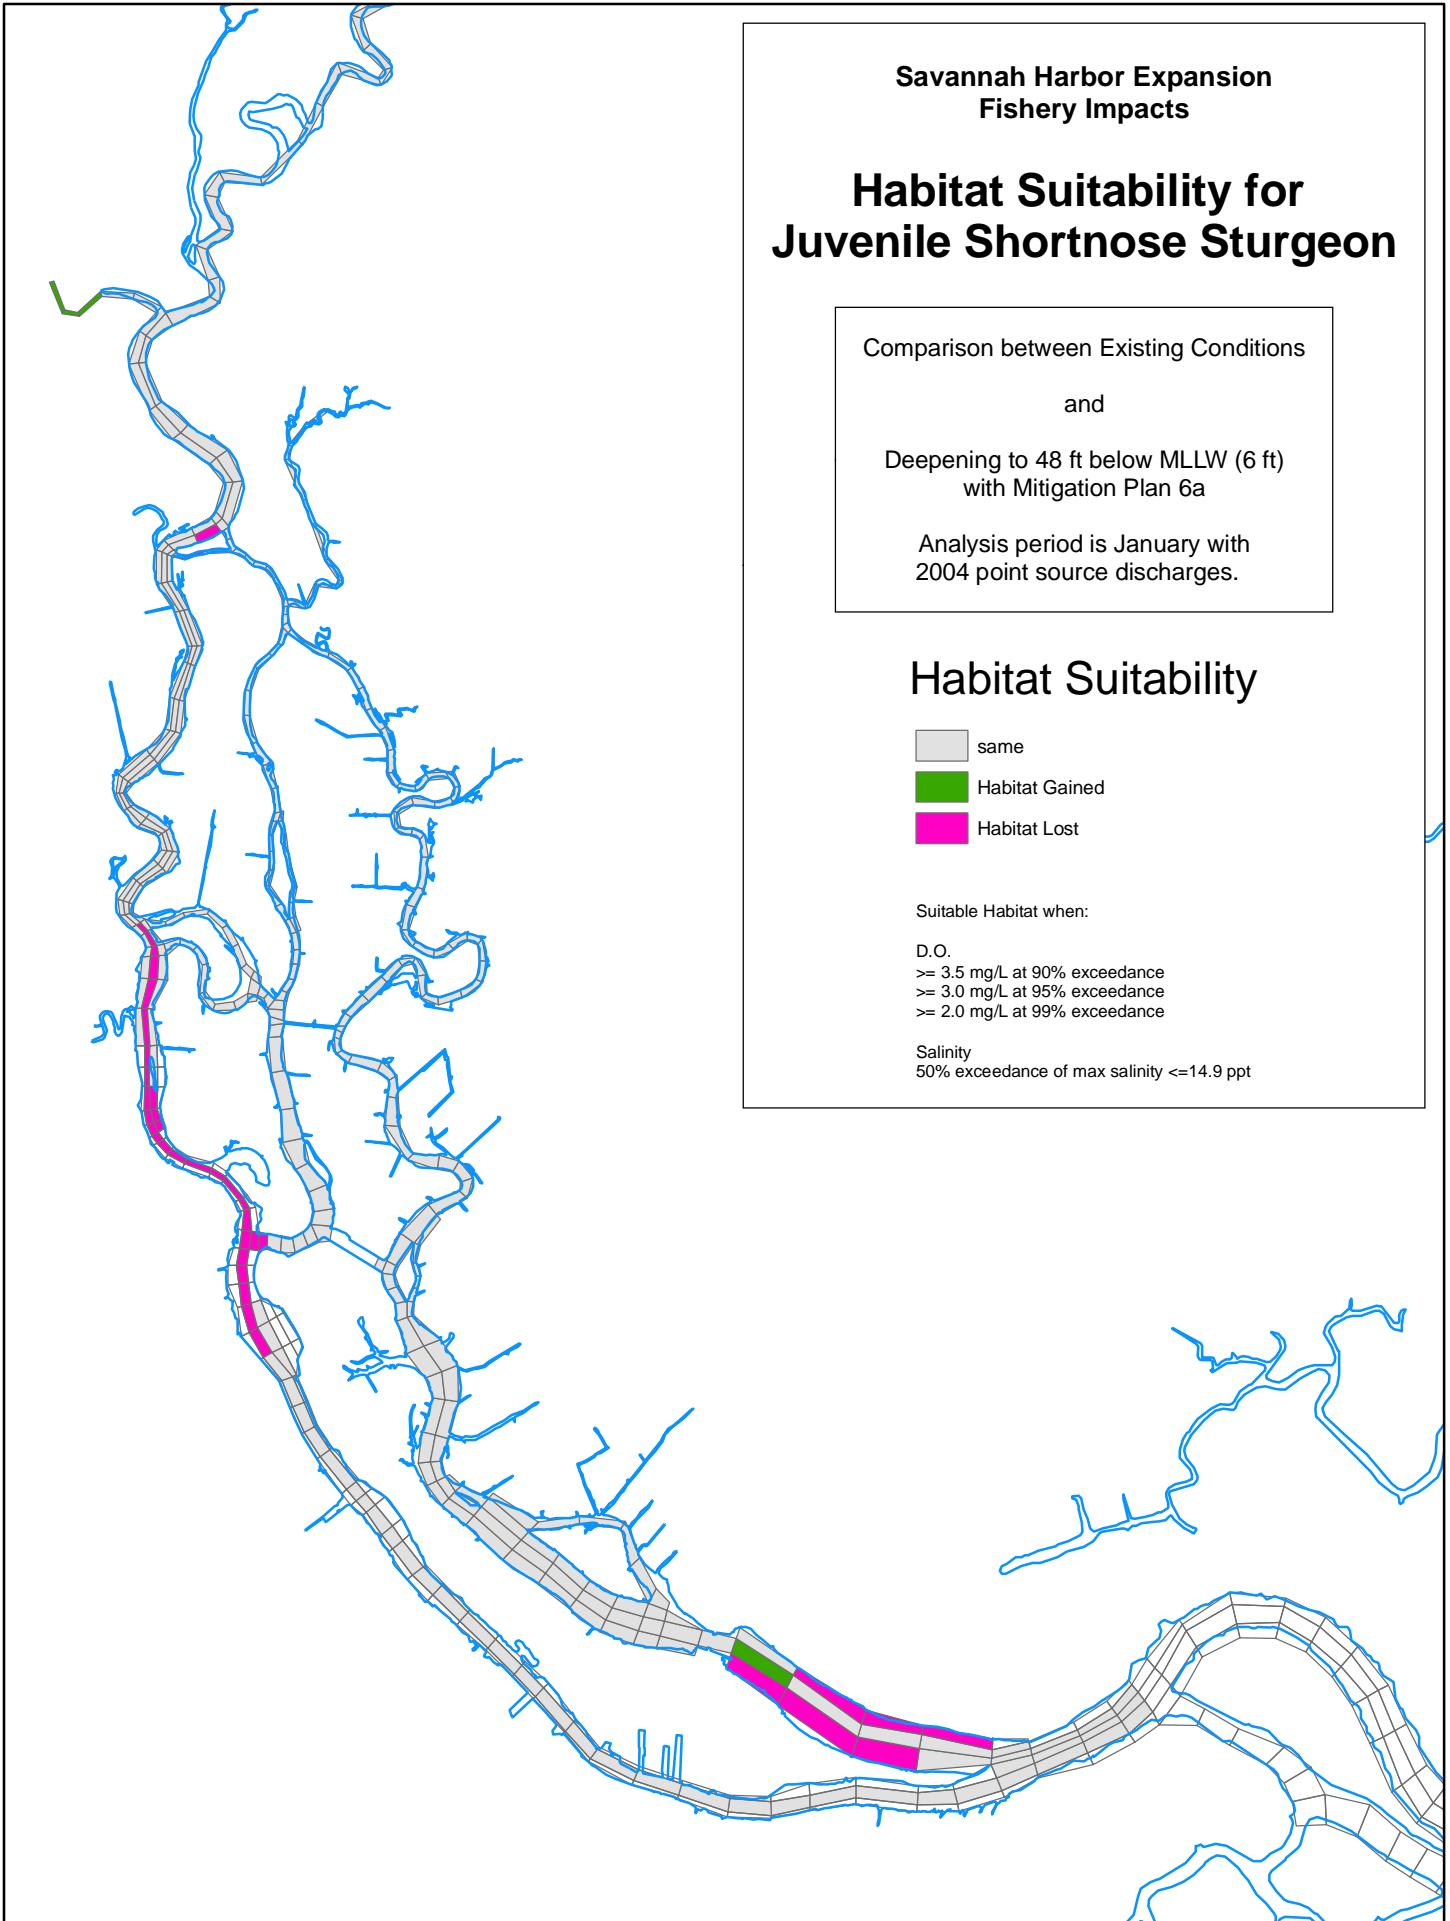 Savannah Harbor Expansion
Fishery Impacts
Habitat Suitability for
Juvenile Shortnose Sturgeon
Comparison between Existing Conditions
and
Deepening to 48 ft below MLLW (6 ft)
with Mitigation Plan 6a
Analysis period is January with
2004 point source discharges.
Habitat Suitability
same
Habitat Gained
Habitat Lost
Suitable Habitat when:
D.O.
>= 3.5 mg/L at 90% exceedance
>= 3.0 mg/L at 95% exceedance
>= 2.0 mg/L at 99% exceedance
Salinity
50% exceedance of max salinity <=14.9 ppt